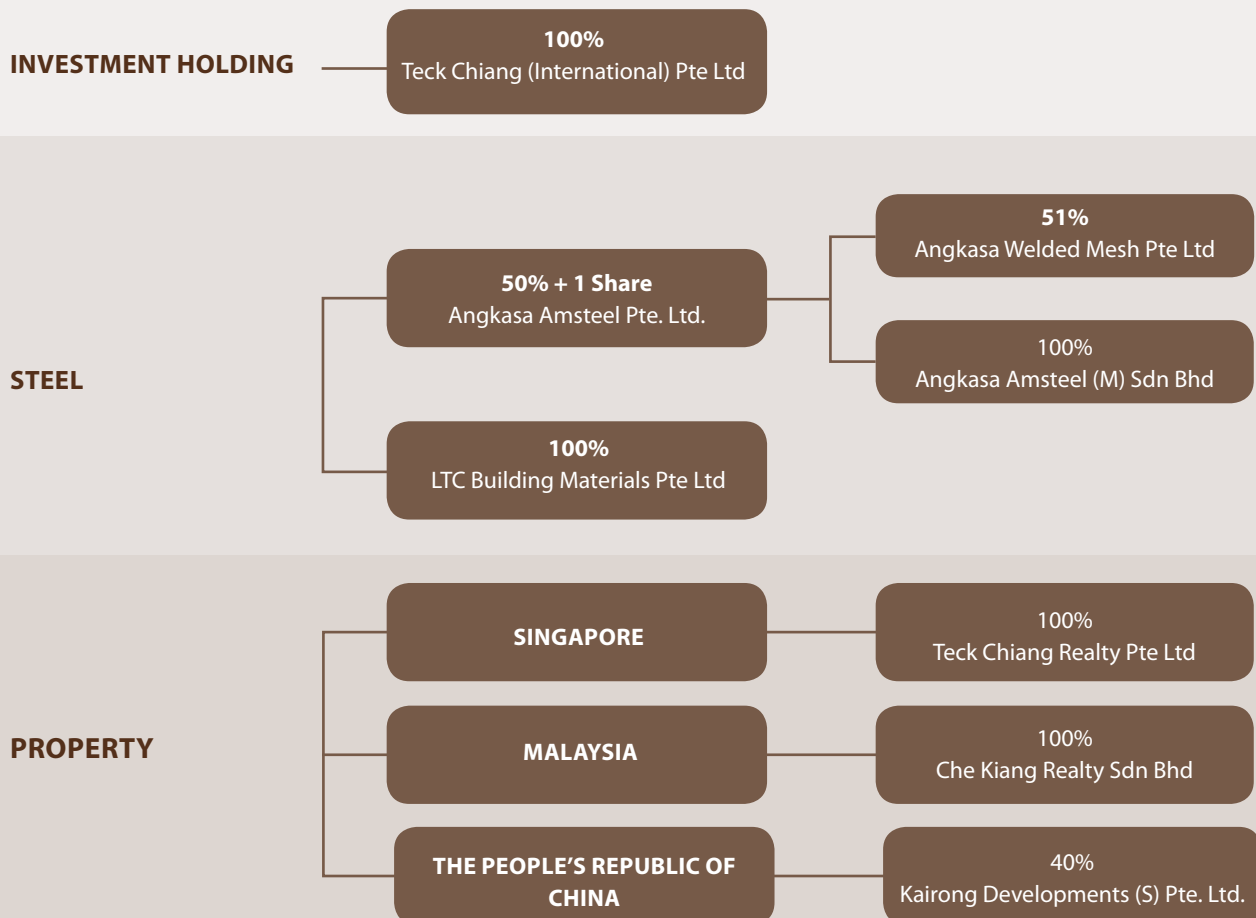 INVESTMENT HOLDING
100%
Teck Chiang (International) Pte Ltd
STEEL
50% + 1 Share
Angkasa Amsteel Pte. Ltd.
51%
Angkasa Welded Mesh Pte Ltd
100%
Angkasa Amsteel (M) Sdn Bhd
100%
LTC Building Materials Pte Ltd
PROPERTY
SINGAPORE
100%
Teck Chiang Realty Pte Ltd
MALAYSIA
100%
Che Kiang Realty Sdn Bhd
THE PEOPLE’S REPUBLIC OF
CHINA
40%
Kairong Developments (S) Pte. Ltd.